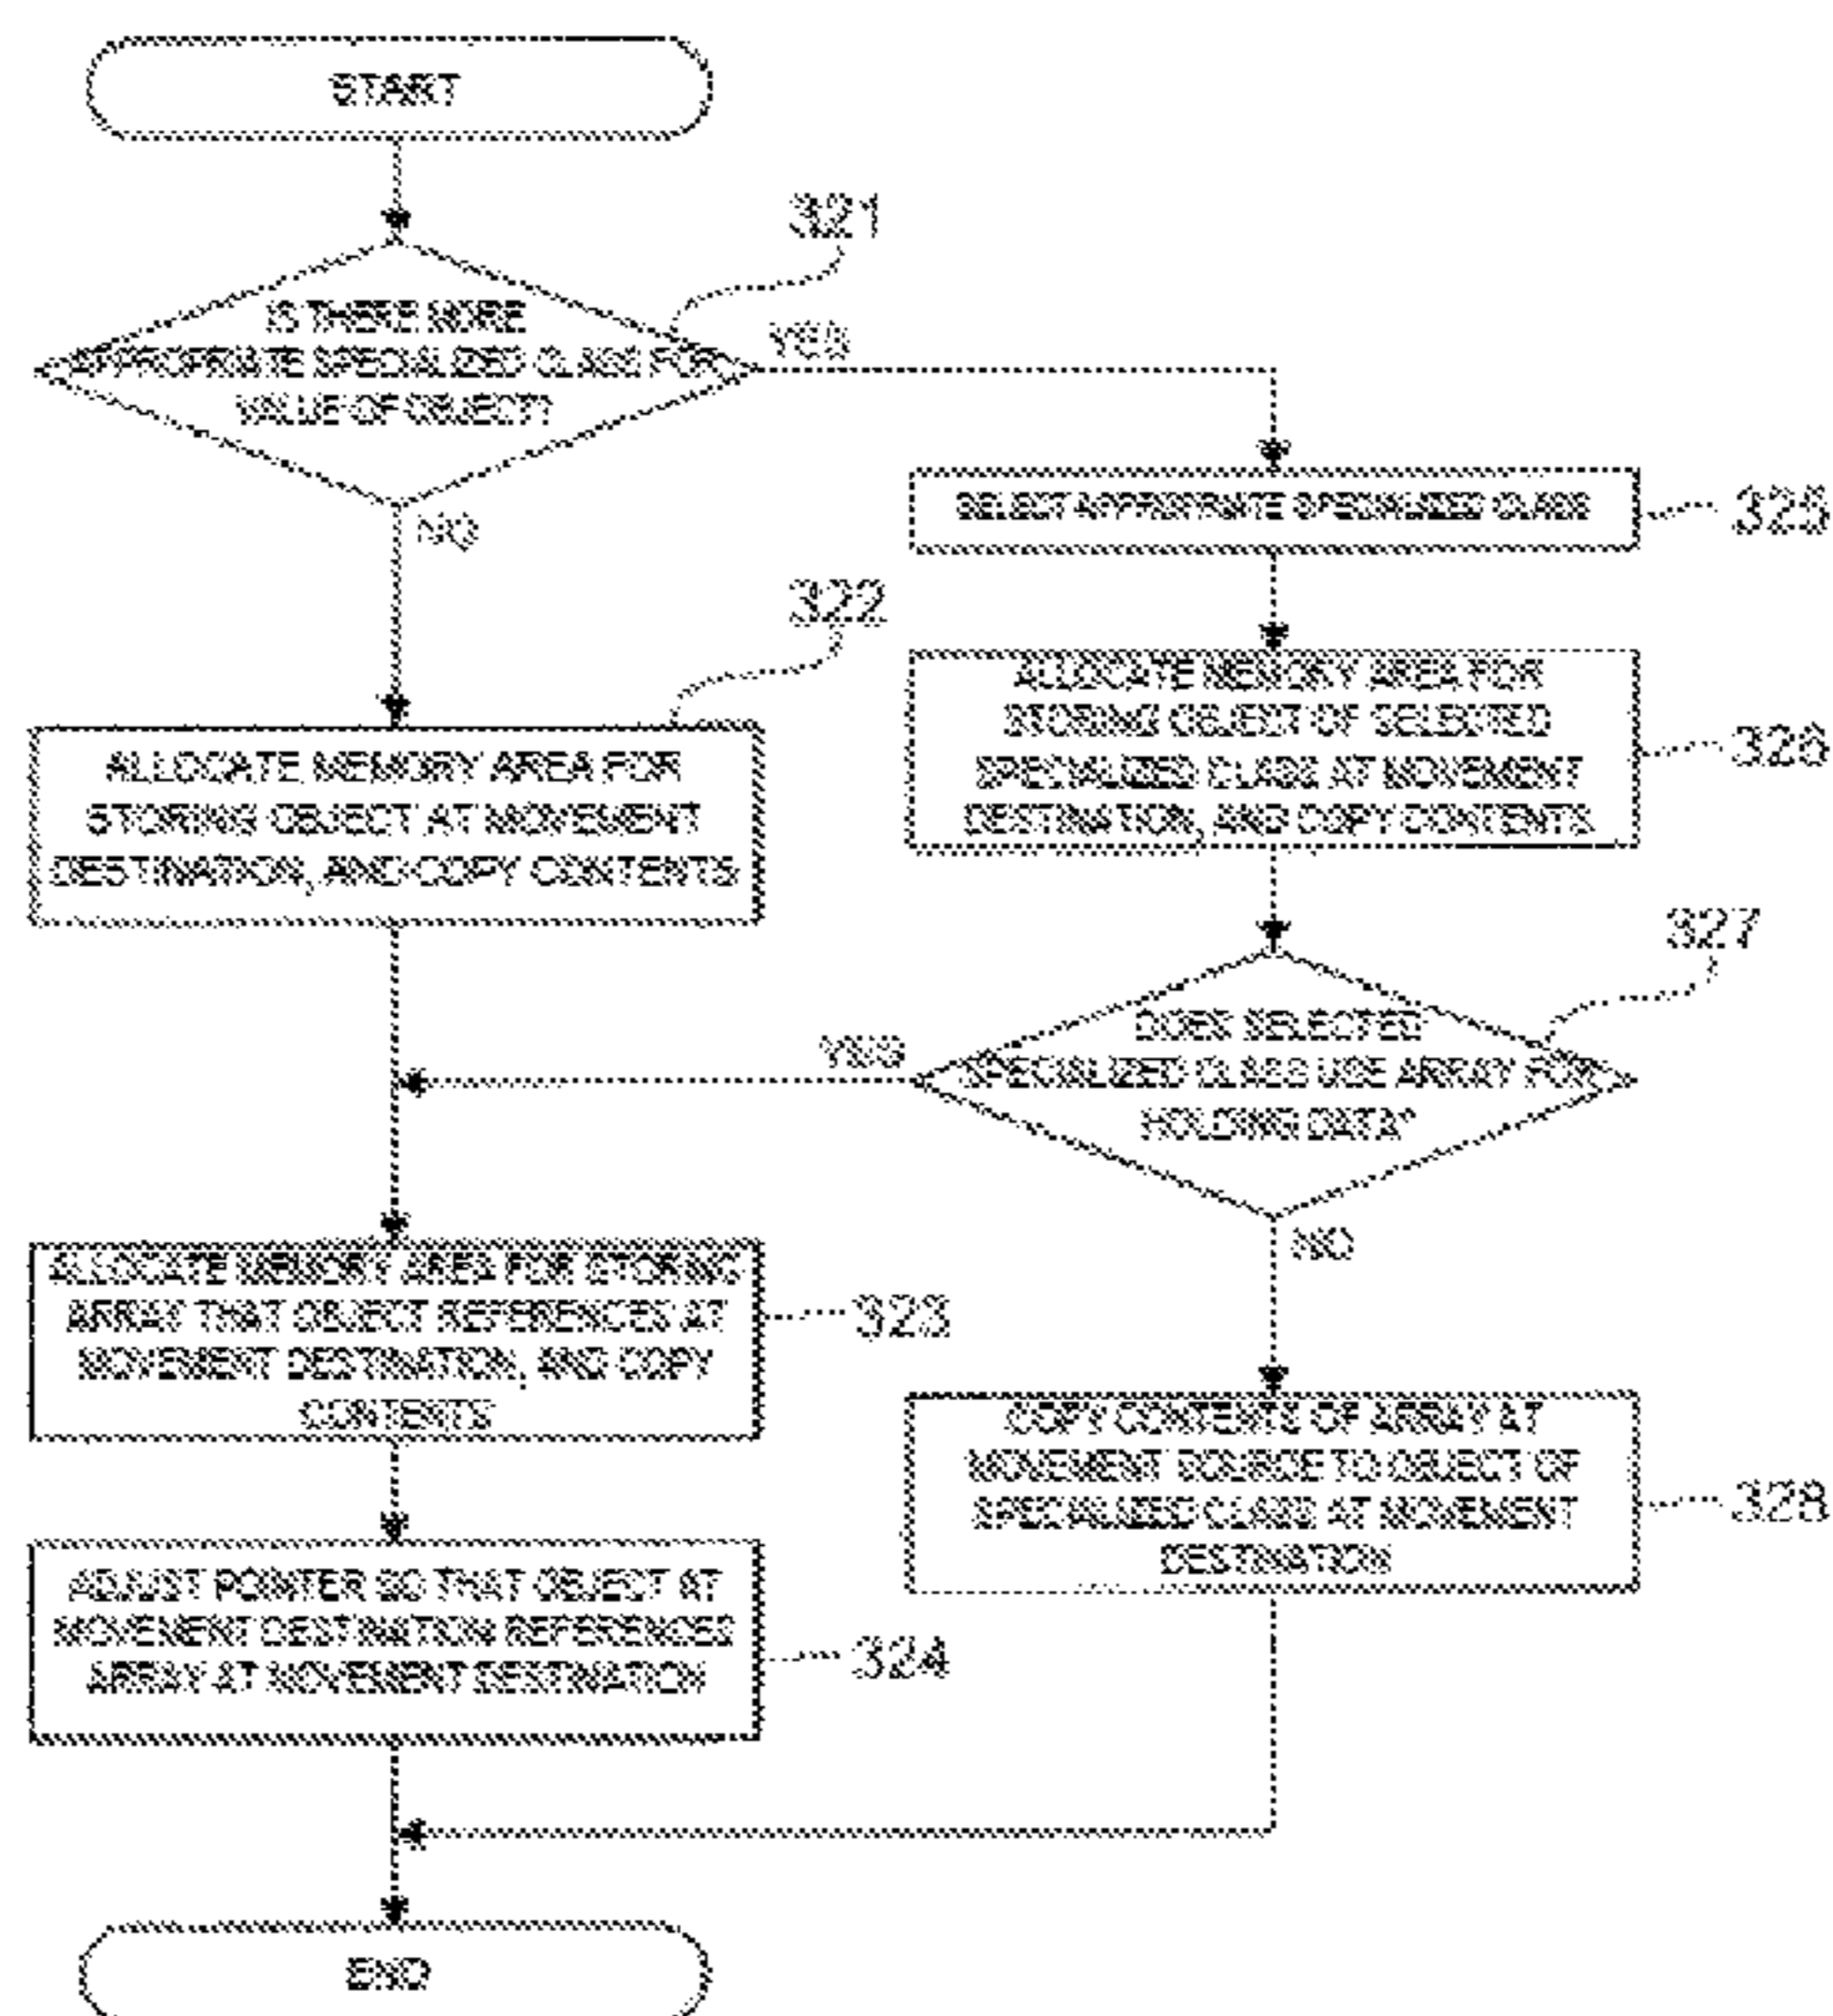 START
321
IS THERE MORE
APPROPRIATE SPECIALIZED CLASS FOR
VALUE OF OBJECT?
YES
NO
SELECT APPROPRIATE SPECIALIZED CLASS
325
322
ALLOCATE MEMORY AREA FOR
STORING OBJECT AT MOVEMENT
DESTINATION, AND COPY CONTENTS
ALLOCATE MEMORY AREA FOR
STORING OBJECT OF SELECTED
SPECIALIZED CLASS AT MOVEMENT
DESTINATION, AND COPY CONTENTS
326
327
DOES SELECTED
SPECIALIZED CLASS USE ARRAY FOR
HOLDING DATA?
YES
NO
ALLOCATE MEMORY AREA FOR STORING
ARRAY THAT OBJECT REFERENCES AT
MOVEMENT DESTINATION, AND COPY
CONTENTS
323
COPY CONTENTS OF ARRAY AT
MOVEMENT SOURCE TO OBJECT OF
SPECIALIZED CLASS AT MOVEMENT
DESTINATION
328
ADJUST POINTER SO THAT OBJECT AT
MOVEMENT DESTINATION REFERENCES
ARRAY AT MOVEMENT DESTINATION
324
END